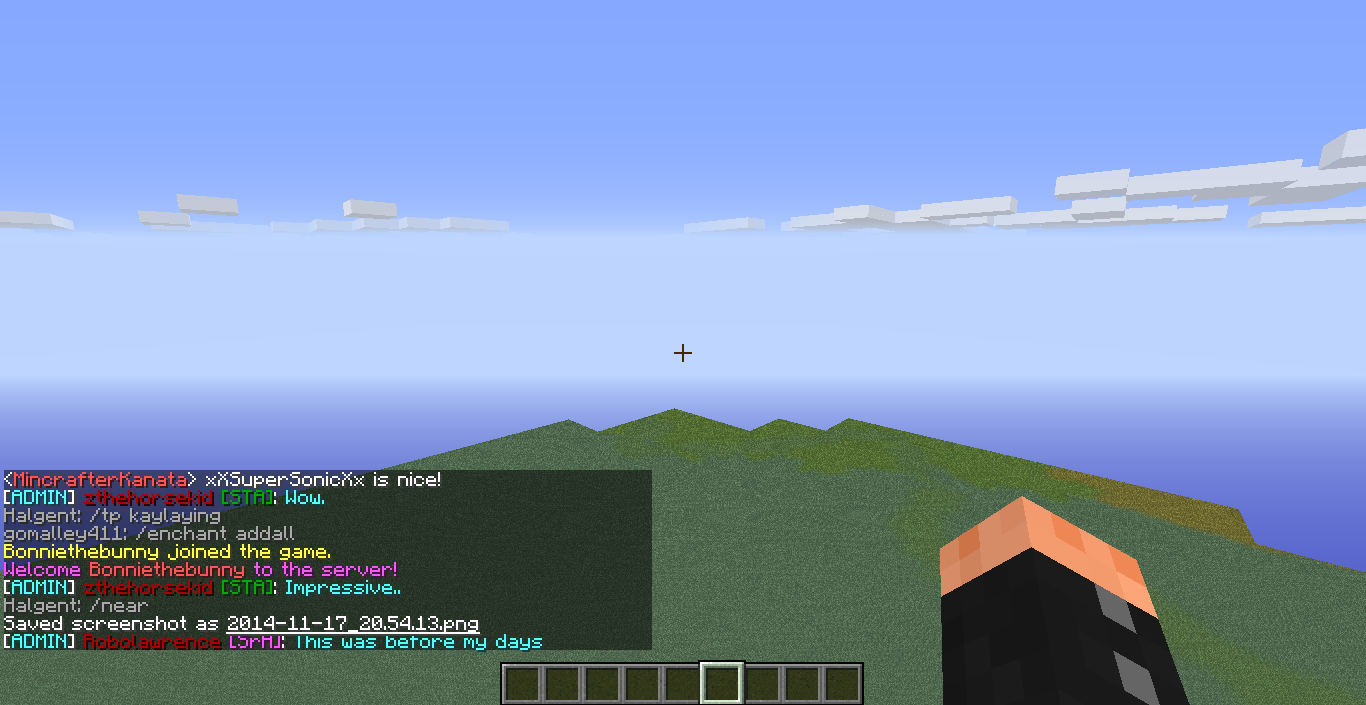 <MincrafterKanata> xXSuperSonicXx is nice!
[ADMIN] zthehorsekid [STA]: Wow.
Halgent: /tp kaylaying
gomalley411: /enchant addall
Bonniethebunny joined the game.
Welcome Bonniethebunny to the server!
[ADMIN] zthehorsekid [STA]: Impressive..
Halgent: /near
Saved screenshot as 2014-11-17_20.54.13.png
[ADMIN] Robolawrence [SrA]: This was before my days